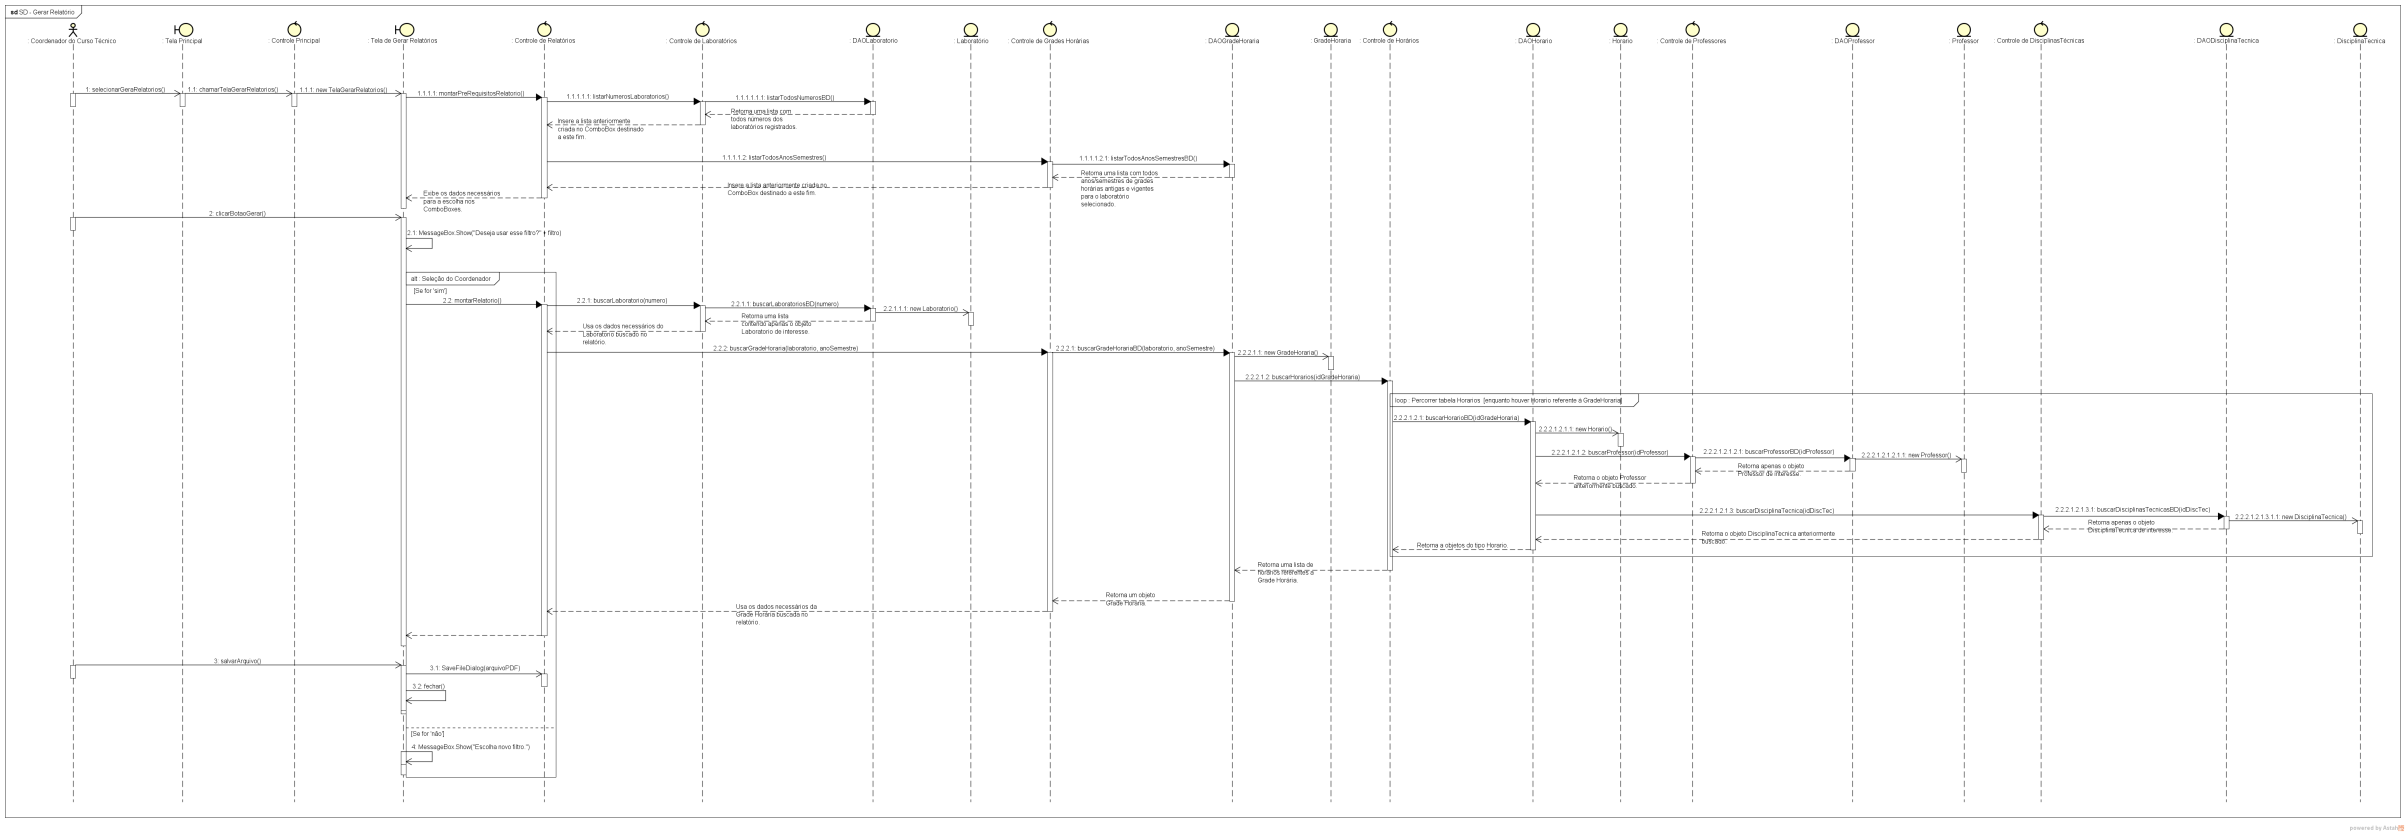 sd SD - Gerar Relatório
: Coordenador do Curso Técnico
: Tela Principal
: Controle Principal
: Tela de Gerar Relatórios
: Controle de Relatórios
: Controle de Laboratórios
: DAOLaboratorio
: Laboratório
: Controle de Grades Horárias
: DAOGradeHoraria
: GradeHoraria
: Controle de Horários
: DAOHorario
: Horario
: Controle de Professores
: DAOProfessor
: Professor
: Controle de DisciplinasTécnicas
: DAODisciplinaTecnica
: DisciplinaTecnica
1: selecionarGeraRelatorios()
1.1: chamarTelaGerarRelatorios()
1.1.1: new TelaGerarRelatorios()
1.1.1.1: montarPreRequisitosRelatorio()
1.1.1.1.1: listarNumerosLaboratorios()
1.1.1.1.1.1: listarTodosNumerosBD()
Retorna uma lista com
todos números dos
laboratórios registrados.
Insere a lista anteriormente
criada no ComboBox destinado
a este fim.
1.1.1.1.2: listarTodosAnosSemestres()
1.1.1.1.2.1: listarTodosAnosSemestresBD()
Retorna uma lista com todos
anos/semestres de grades
horárias antigas e vigentes
para o laboratório
selecionado.
Insere a lista anteriormente criada no
ComboBox destinado a este fim.
Exibe os dados necessários
para a escolha nos
ComboBoxes.
2: clicarBotaoGerar()
2.1: MessageBox.Show("Deseja usar esse filtro?" + filtro)
alt : Seleção do Coordenador
[Se for 'sim']
2.2: montarRelatorio()
2.2.1: buscarLaboratorio(numero)
2.2.1.1: buscarLaboratoriosBD(numero)
2.2.1.1.1: new Laboratorio()
Retorna uma lista
contendo apenas o objeto
Laboratorio de interesse.
Usa os dados necessários do
Laboratório buscado no
relatório.
2.2.2: buscarGradeHoraria(laboratorio, anoSemestre)
2.2.2.1: buscarGradeHorariaBD(laboratorio, anoSemestre)
2.2.2.1.1: new GradeHoraria()
2.2.2.1.2: buscarHorarios(idGradeHoraria)
loop : Percorrer tabela Horarios. [enquanto houver Horario referente à GradeHoraria]
2.2.2.1.2.1: buscarHorarioBD(idGradeHoraria)
2.2.2.1.2.1.1: new Horario()
2.2.2.1.2.1.2: buscarProfessor(idProfessor)
2.2.2.1.2.1.2.1: buscarProfessorBD(idProfessor)
2.2.2.1.2.1.2.1.1: new Professor()
Retorna apenas o objeto
Professor de interesse.
Retorna o objeto Professor
anteriormente buscado.
2.2.2.1.2.1.3: buscarDisciplinaTecnica(idDiscTec)
2.2.2.1.2.1.3.1: buscarDisciplinasTecnicasBD(idDiscTec)
2.2.2.1.2.1.3.1.1: new DisciplinaTecnica()
Retorna apenas o objeto
DisciplinaTecnica de interesse.
Retorna o objeto DisciplinaTecnica anteriormente
buscado.
Retorna a objetos do tipo Horario.
Retorna uma lista de
horários referentes à
Grade Horária.
Retorna um objeto
Grade Horária.
Usa os dados necessários da
Grade Horária buscada no
relatório.
3: salvarArquivo()
3.1: SaveFileDialog(arquivoPDF)
3.2: fechar()
[Se for 'não']
4: MessageBox.Show("Escolha novo filtro.")
powered by Astah